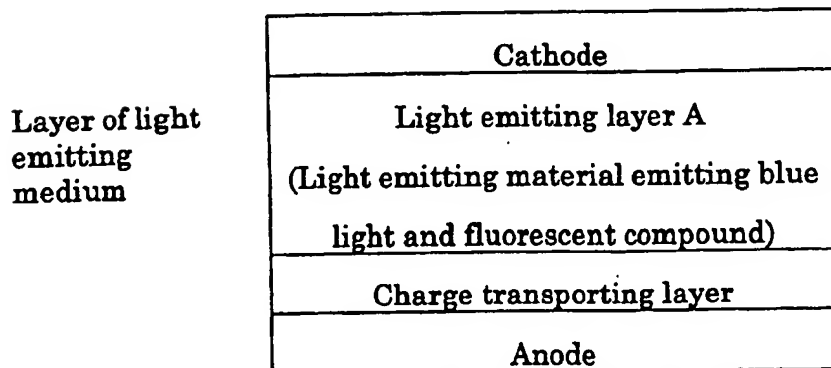 Cathode
Layer of light
emitting
medium
Light emitting layer A
(Light emitting material emitting blue
light and fluorescent compound)
Charge transporting layer
Anode